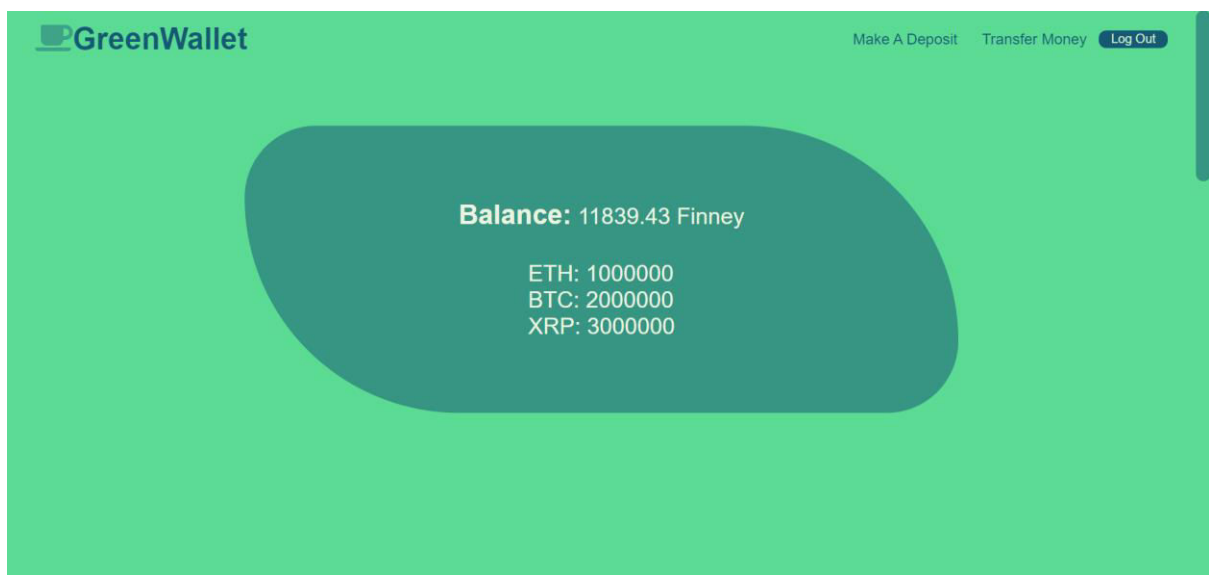 GreenWallet
Make A Deposit Transfer Money Log Out
Balance: 11839.43 Finney
ETH: 1000000
BTC: 2000000
XRP: 3000000